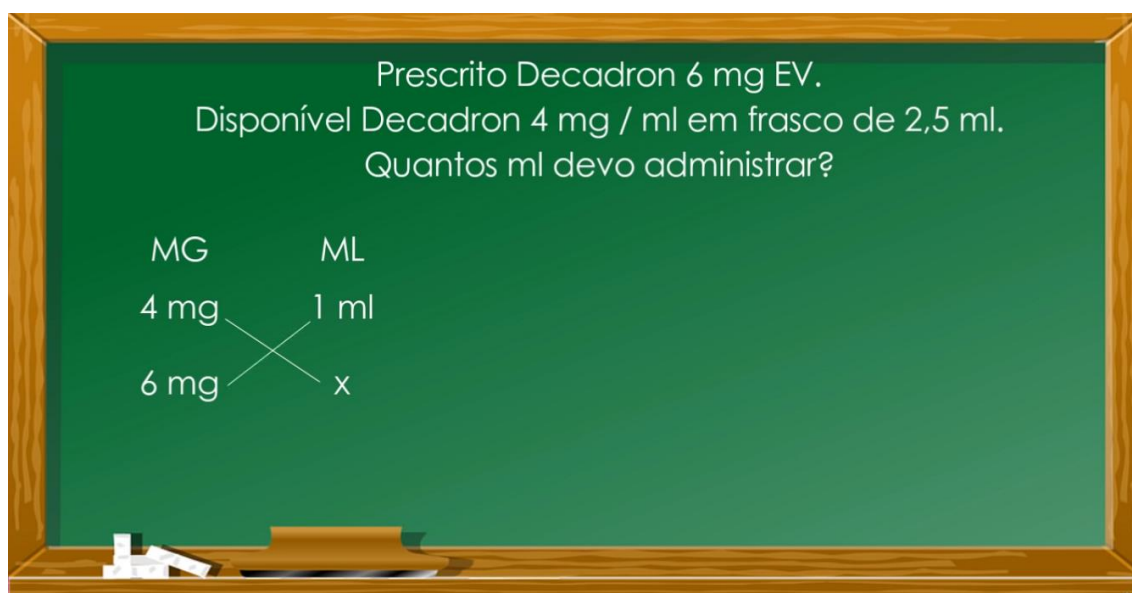 Prescrito Decadron 6 mg EV.
Disponível Decadron 4 mg / ml em frasco de 2,5 ml.
Quantos ml devo administrar?
MG ML
4 mg 1 ml
6 mg x